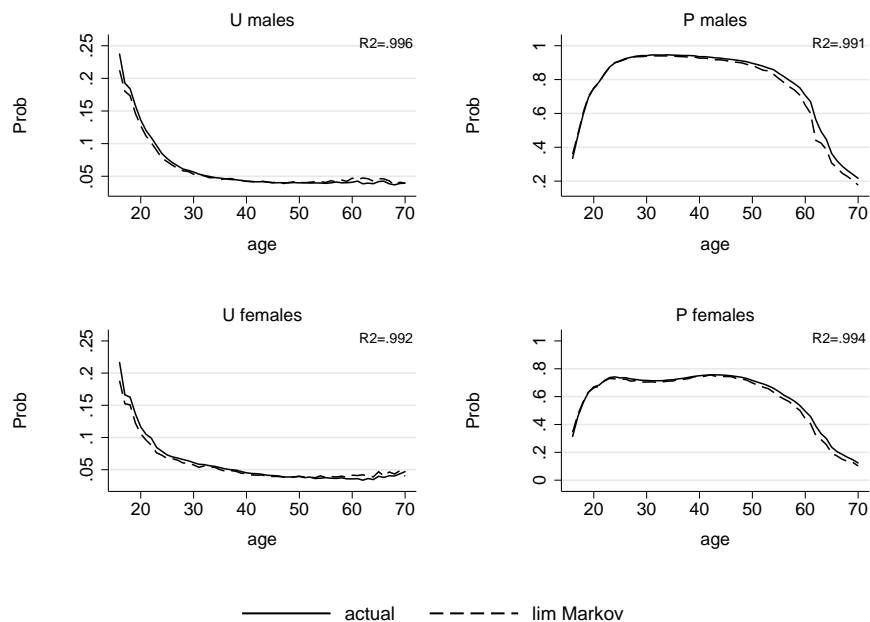 U males
R2=.996
Prob
.25
.2
.15
.1
.05
20 30 40 50 60 70
age
P males
R2=.991
Prob
1
.8
.6
.4
.2
20 30 40 50 60 70
age
U females
R2=.992
Prob
.25
.2
.15
.1
.05
20 30 40 50 60 70
age
P females
R2=.994
Prob
1
.8
.6
.4
.2
0
20 30 40 50 60 70
age
actual lim Markov